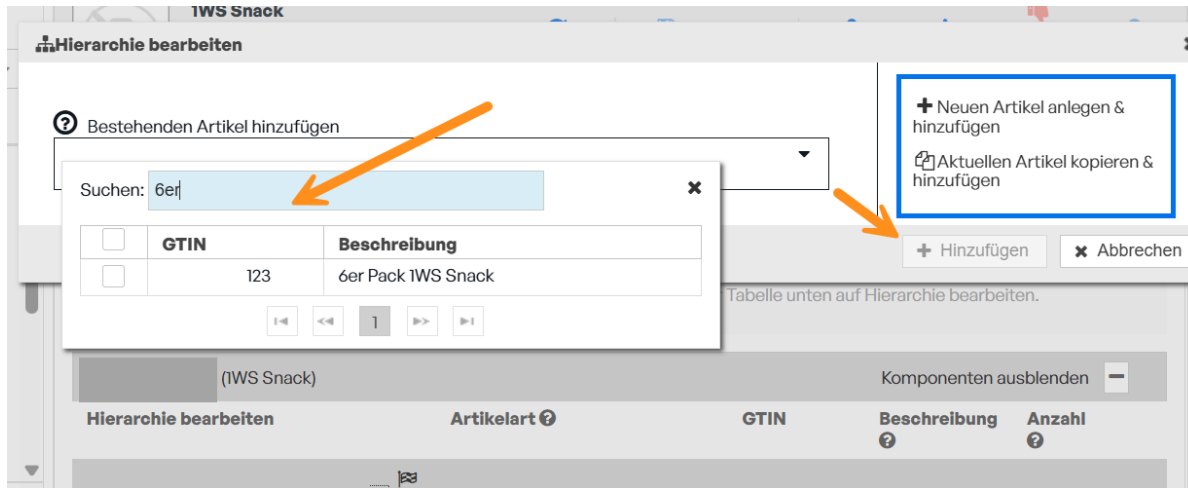 1WS Snack
Hierarchie bearbeiten
Bestehenden Artikel hinzufügen
Neuen Artikel anlegen &
hinzufügen
Aktuellen Artikel kopieren &
hinzufügen
Suchen: 6er
GTIN Beschreibung
123 6er Pack 1WS Snack
1
Hinzufügen Abbrechen
Tabelle unten auf Hierarchie bearbeiten.
(1WS Snack) Komponenten ausblenden
Hierarchie bearbeiten Artikelart GTIN Beschreibung Anzahl